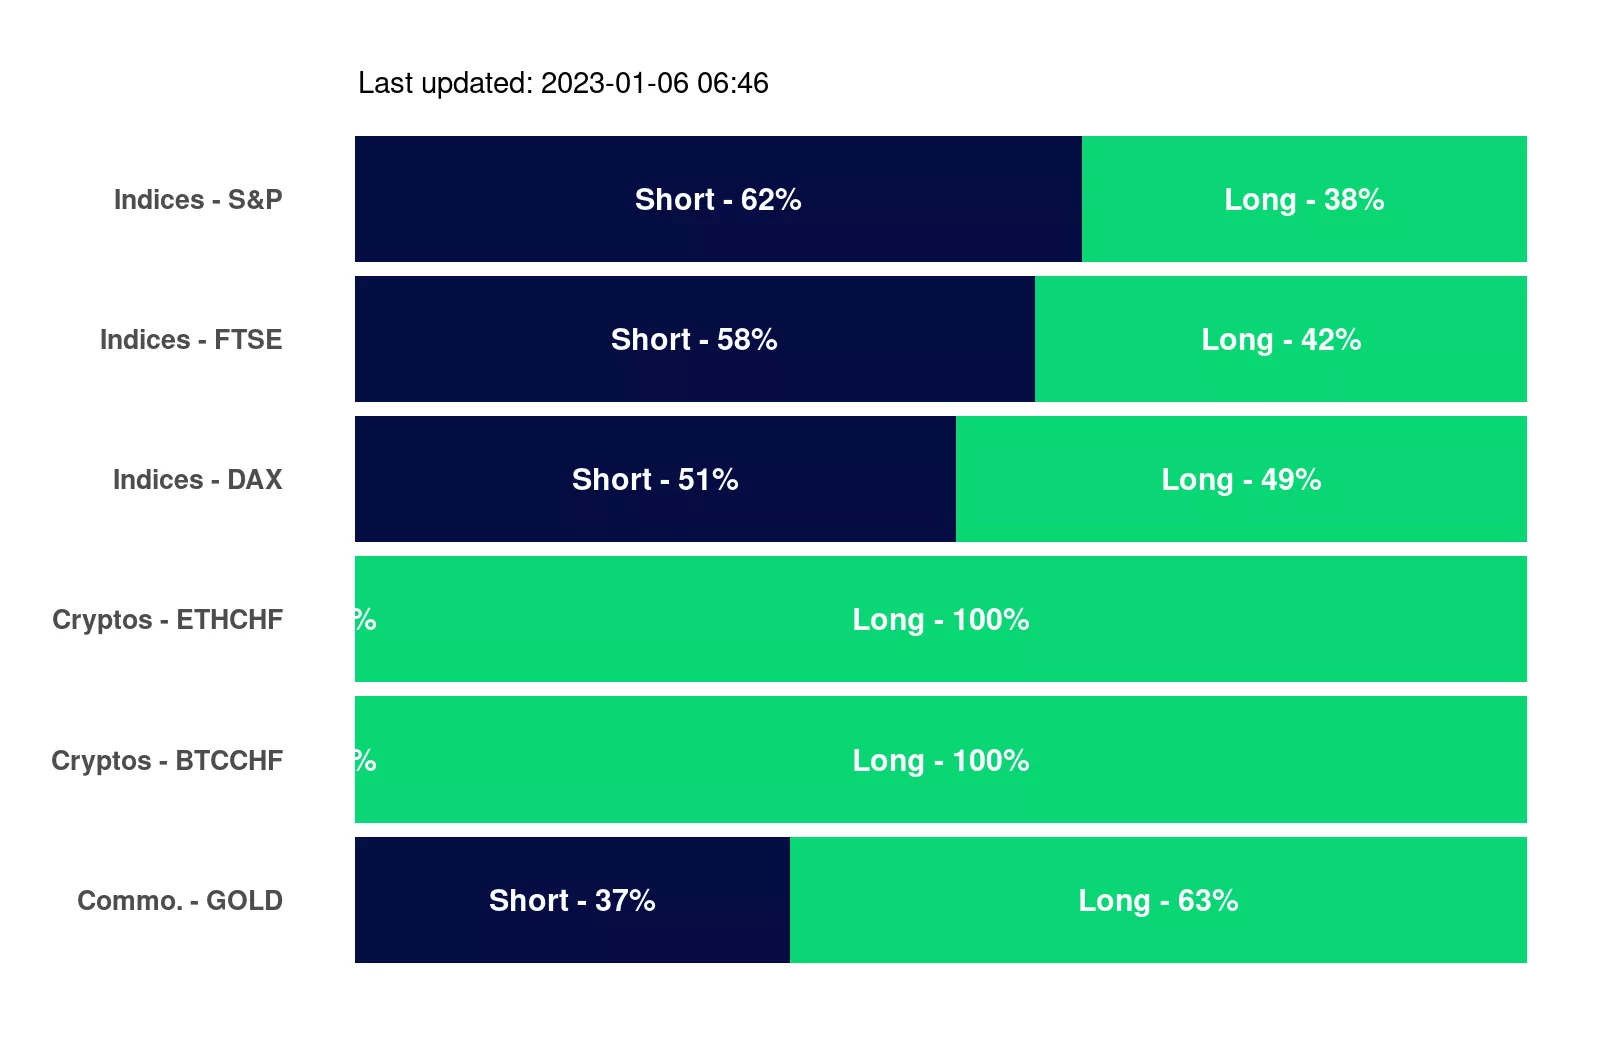 Last updated: 2023-01-06 06:46
Indices - S&P Short - 62% Long - 38%
Indices - FTSE Short - 58% Long - 42%
Indices - DAX Short - 51% Long - 49%
Cryptos - ETHCHF % Long - 100%
Cryptos - BTCCHF % Long - 100%
Commo. - GOLD Short - 37% Long - 63%